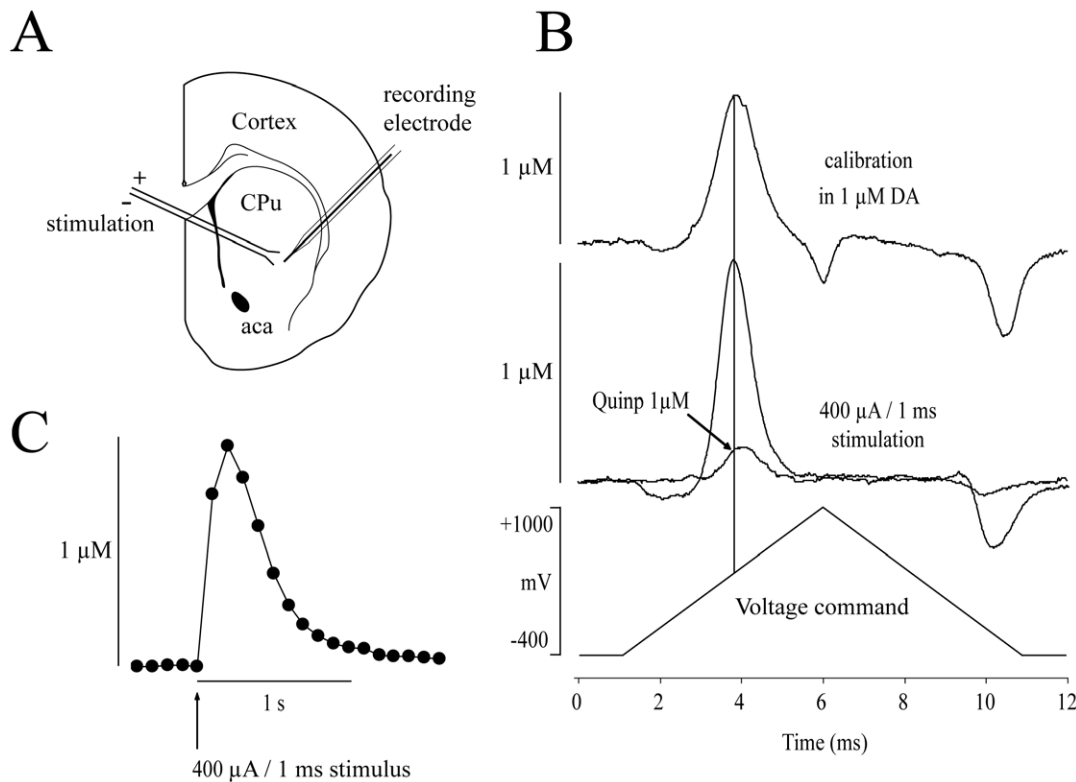 A
Cortex
recording
electrode
+
-
stimulation
CPu
aca
B
1 μM
calibration
in 1 μM DA
1 μM
Quinp 1μM
400 μA / 1 ms
stimulation
+1000
mV
-400
Voltage command
0 2 4 6 8 10 12
Time (ms)
C
1 μM
1 s
400 μA / 1 ms stimulus